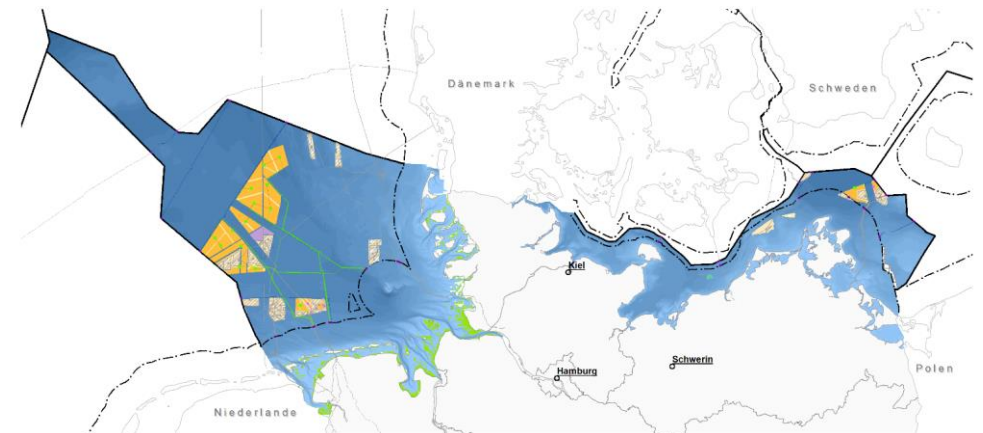 Dänemark
Schweden
Kiel
Schwerin
Hamburg
Polen
Niederlande